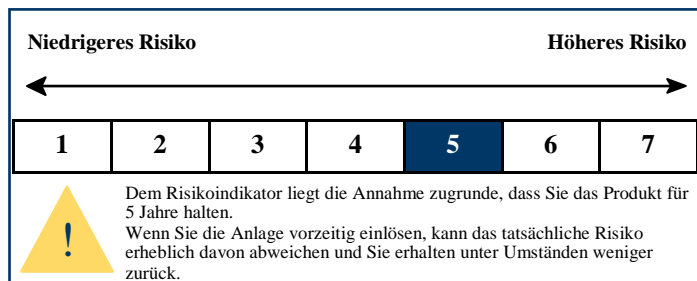 Niedrigeres Risiko Höheres Risiko
1 2 3 4 5 6 7
Dem Risikoindikator liegt die Annahme zugrunde, dass Sie das Produkt für
5 Jahre halten.
Wenn Sie die Anlage vorzeitig einlösen, kann das tatsächliche Risiko
erheblich davon abweichen und Sie erhalten unter Umständen weniger
zurück.
!